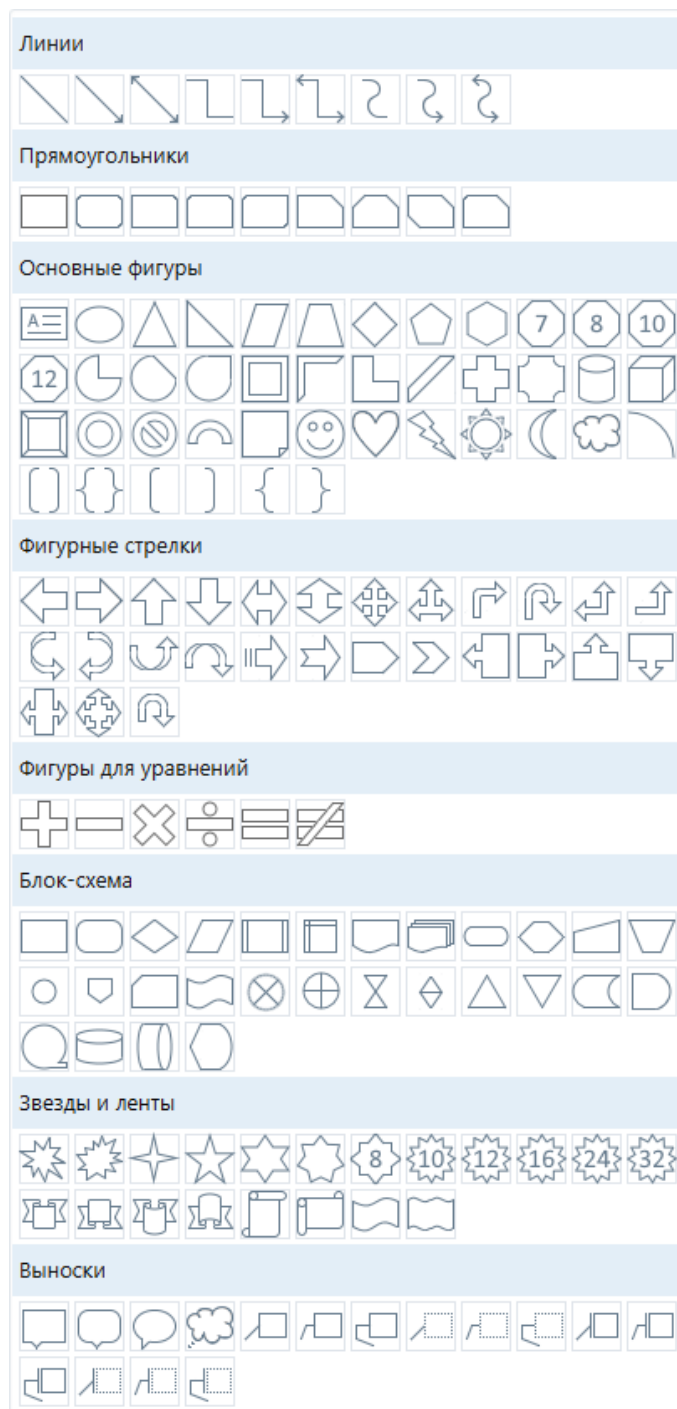 Линии
Прямоугольники
Основные фигуры
A 7 8 10
12
Фигурные стрелки
Фигуры для уравнений
Блок-схема
Звезды и ленты
8 10 12 16 24 32
Выноски